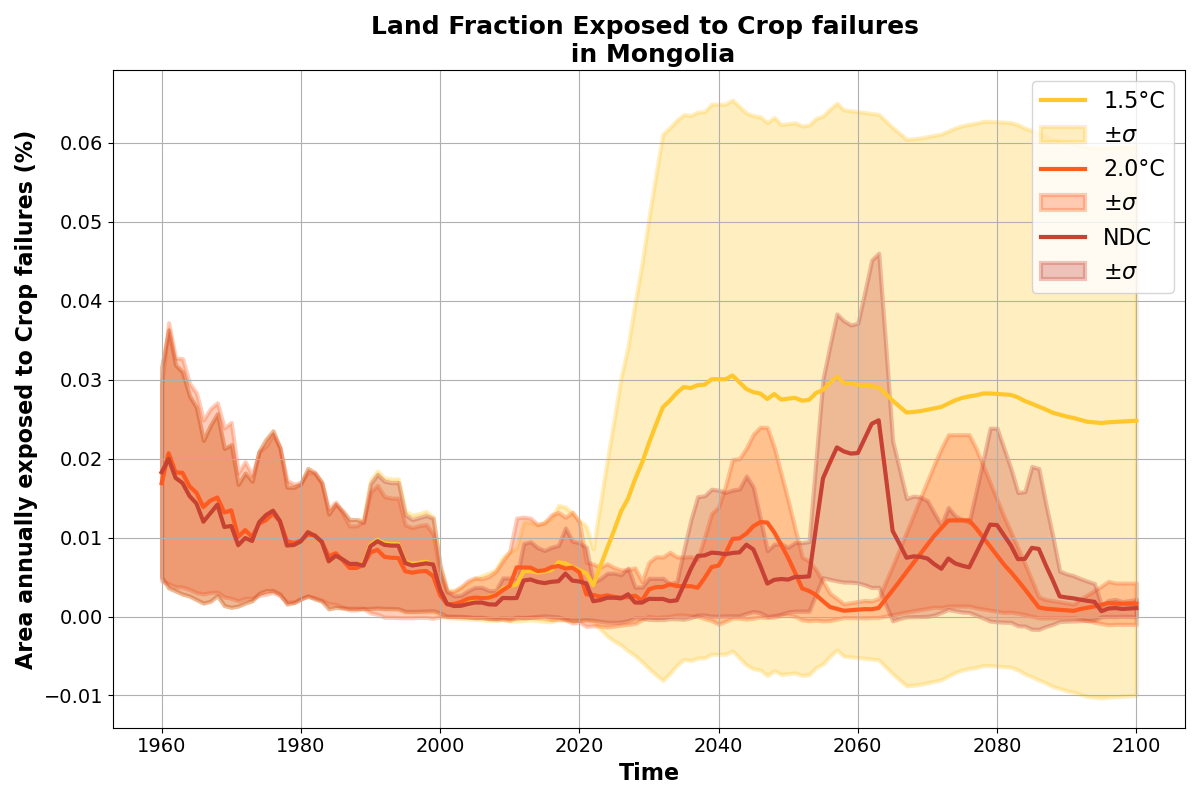 Land Fraction Exposed to Crop failures
in Mongolia
Area annually exposed to Crop failures (%)
0.06
0.05
0.04
0.03
0.02
0.01
0.00
−0.01
1960
1980
2000
2020
2040
2060
2080
2100
Time
1.5°C
±σ
2.0°C
±σ
NDC
±σ